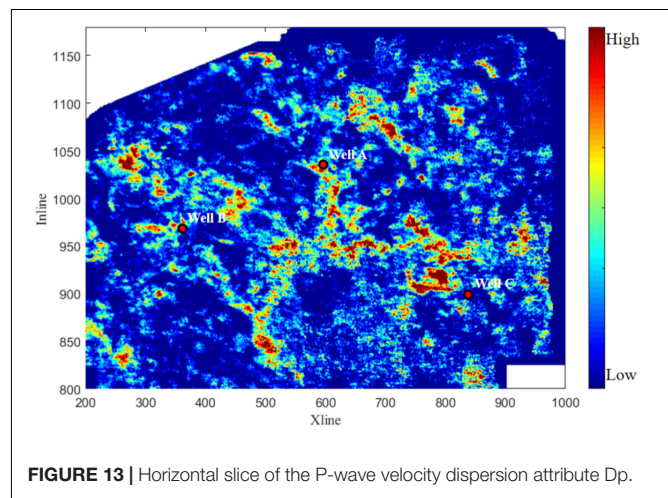 1150
1100
1050
1000
950
900
850
800
Inline
200 300 400 500 600 700 800 900 1000
Xline
Well A
Well B
Well C
High
Low
FIGURE 13 | Horizontal slice of the P-wave velocity dispersion attribute Dp.